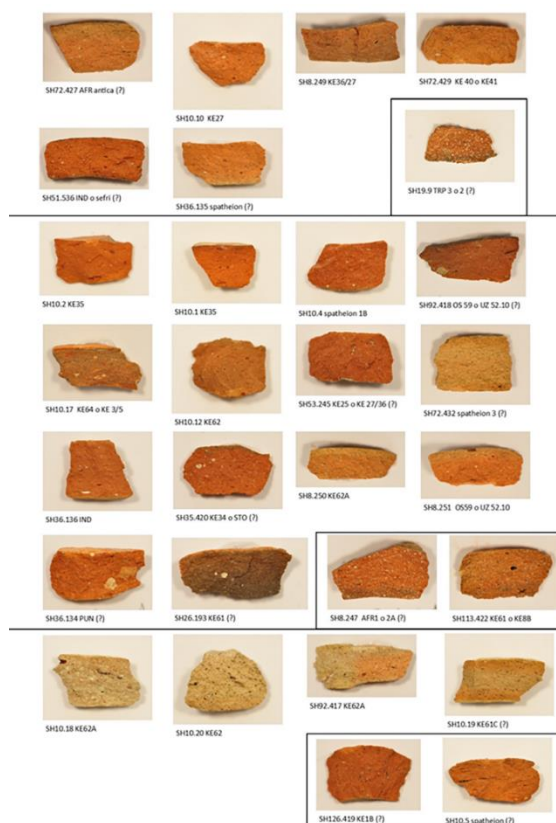 SH72.427 AFR antica (?)
SH10.10 KE27
SH8.249 KE36/27
SH72.429 KE 40 o KE41
SH51.536 IND o sefri (?)
SH36.135 spatheion (?)
SH19.9 TRP 3 o 2 (?)
SH10.2 KE35
SH10.1 KE35
SH10.4 spatheion 1B
SH92.418 OS 59 o UZ 52.10 (?)
SH10.17 KE64 o KE 3/5
SH10.12 KE62
SH53.245 KE25 o KE 27/36 (?)
SH72.432 spatheion 3 (?)
SH36.136 IND
SH35.420 KE34 o STO (?)
SH8.250 KE62A
SH8.251 OS59 o UZ 52.10
SH36.134 PUN (?)
SH26.193 KE61 (?)
SH8.247 AFR1 o 2A (?)
SH113.422 KE61 o KE8B
SH10.18 KE62A
SH10.20 KE62
SH92.417 KE62A
SH10.19 KE61C (?)
SH126.419 KE1B (?)
SH10.5 spatheion (?)